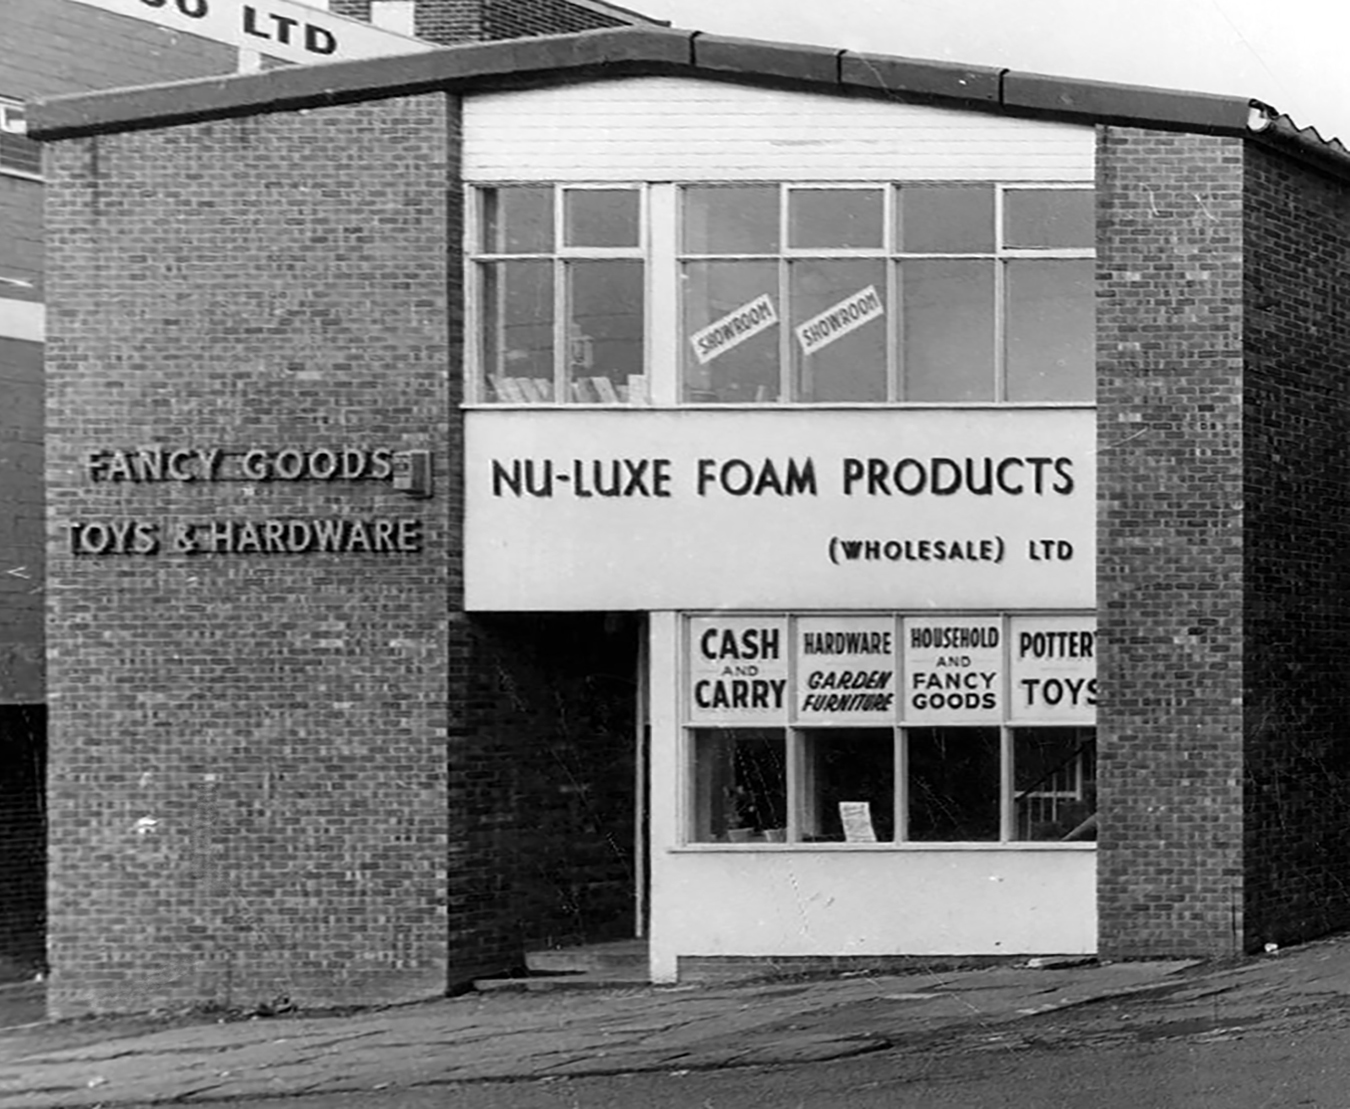 LTD
SHOWROOM
SHOWROOM
FANCY GOODS
TOYS & HARDWARE
NU-LUXE FOAM PRODUCTS
(WHOLESALE) LTD
CASH
AND
CARRY
HARDWARE
GARDEN
FURNITURE
HOUSEHOLD
AND
FANCY
GOODS
POTTERY
TOYS